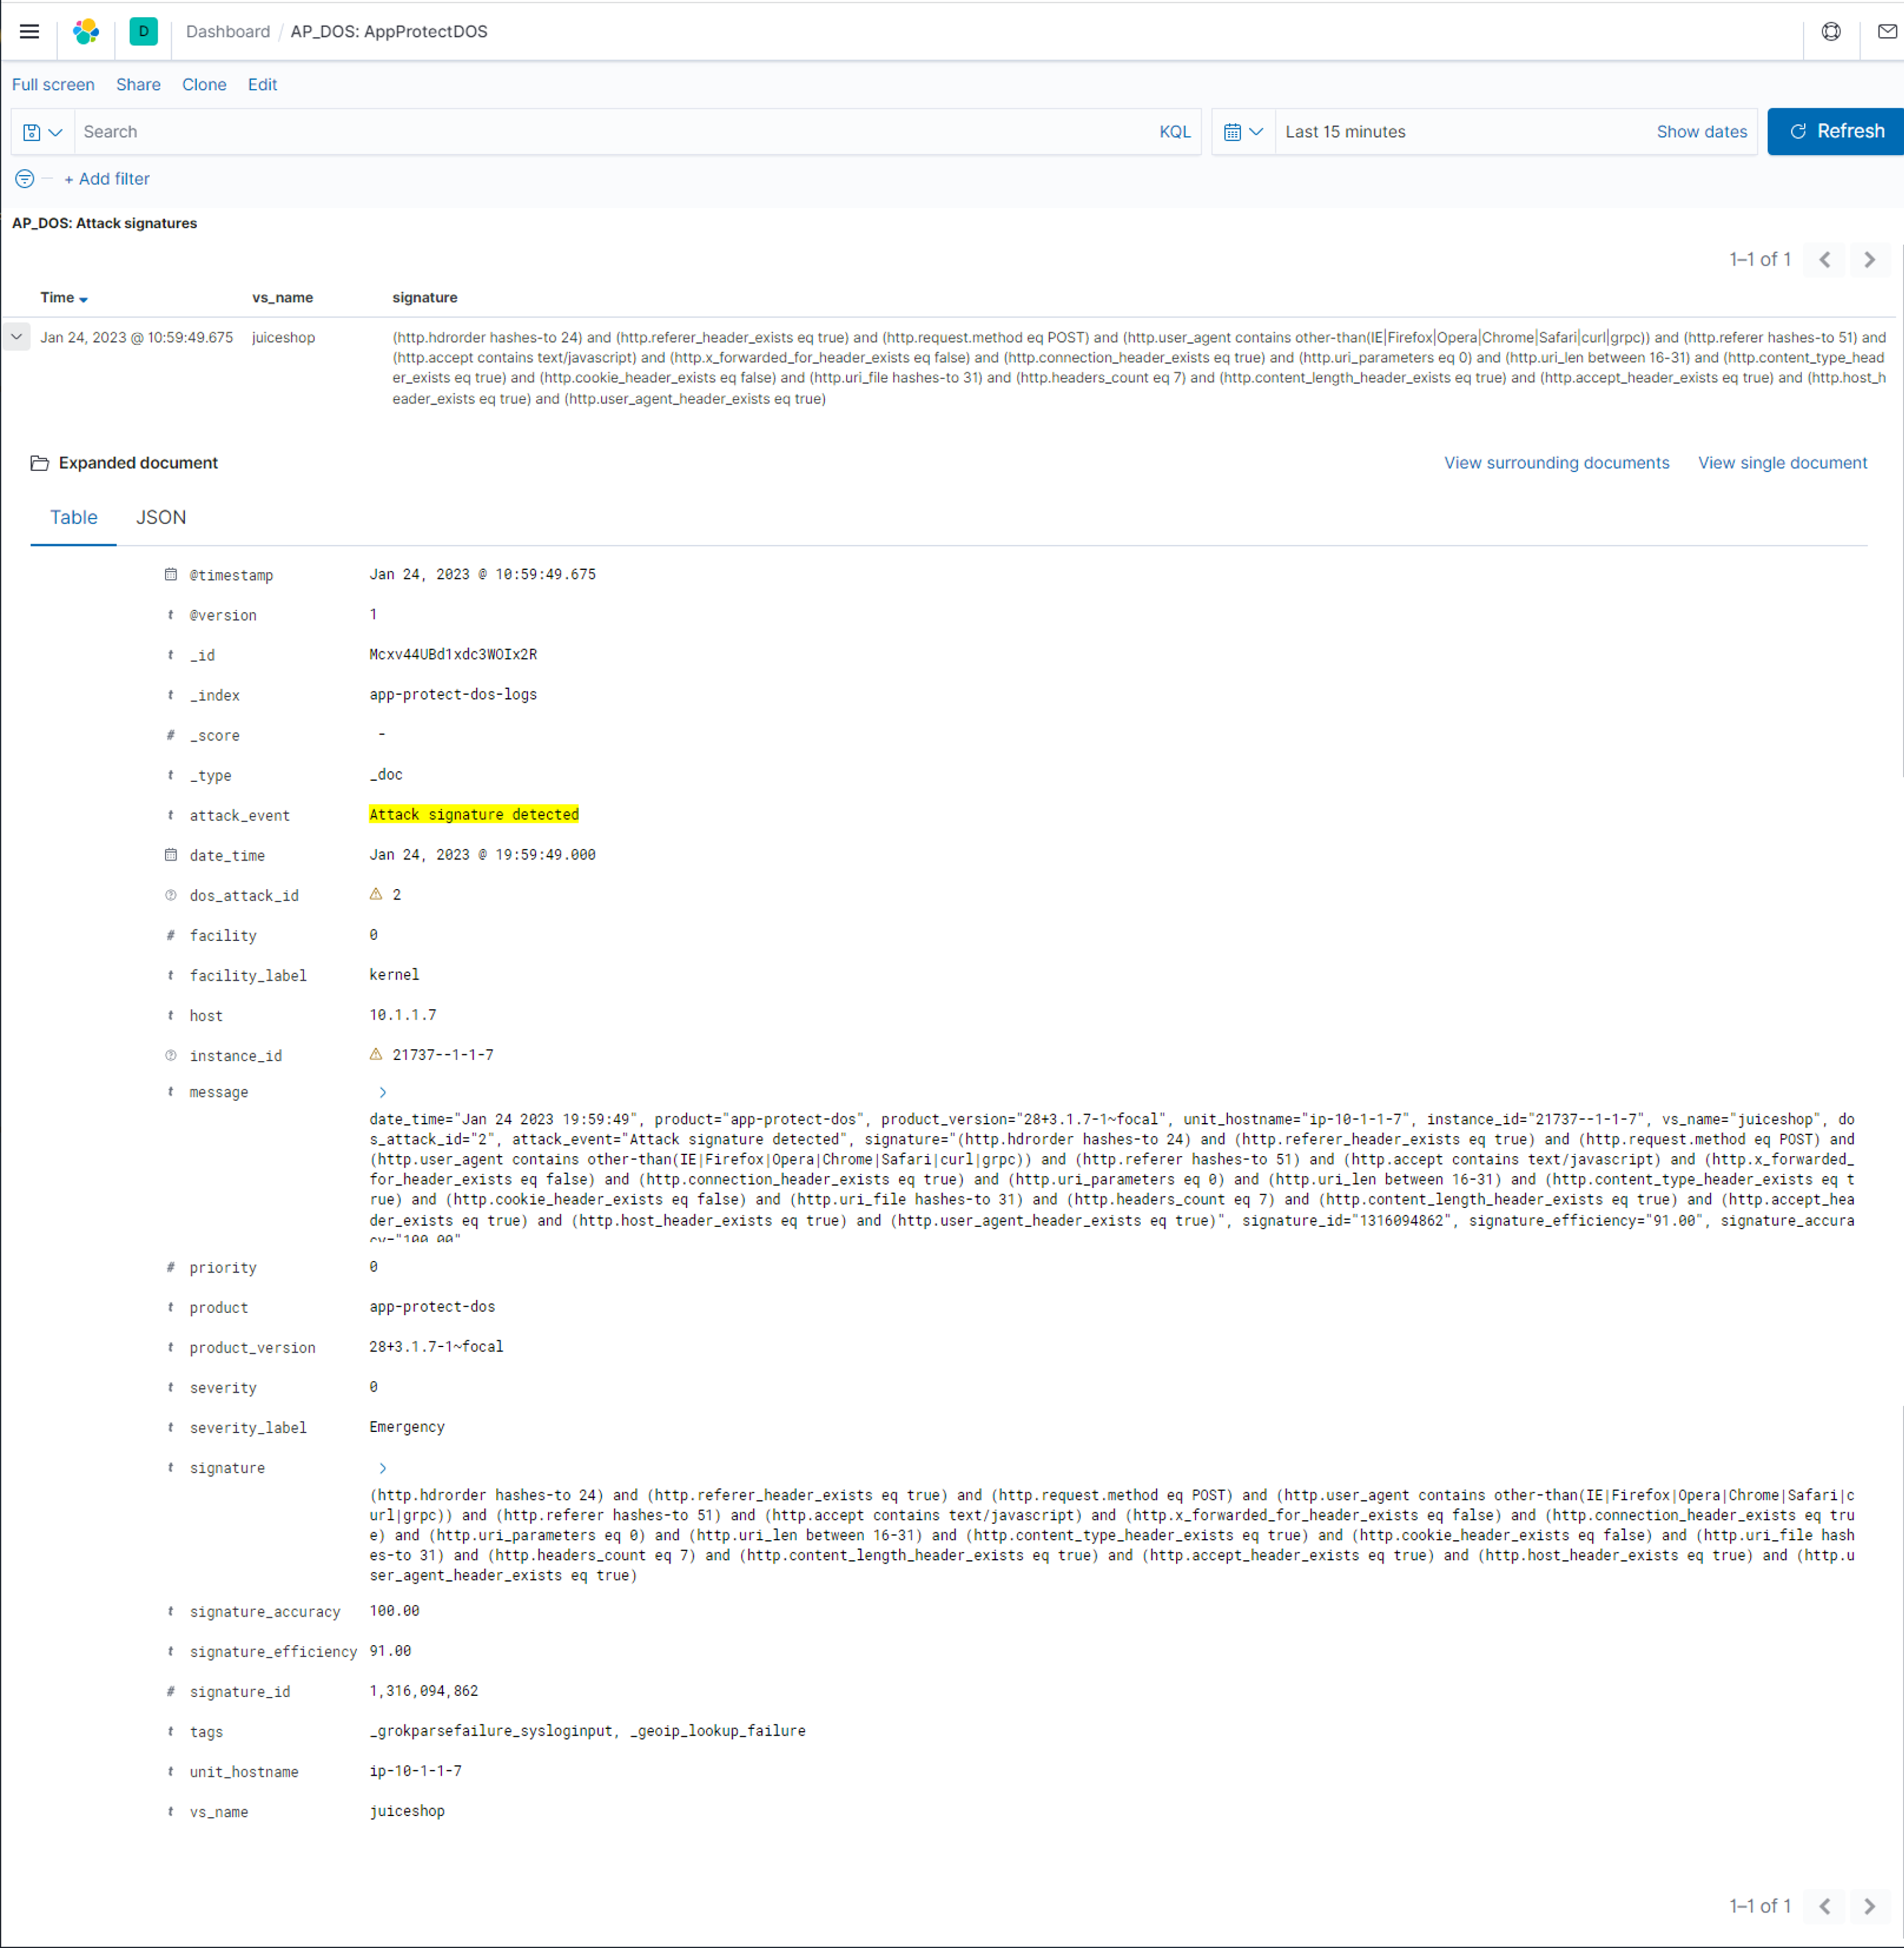 D Dashboard / AP_DOS: AppProtectDOS
Full screen Share Clone Edit
Search KQL Last 15 minutes Show dates Refresh
+ Add filter
AP_DOS: Attack signatures
1–1 of 1
Time vs_name signature
Jan 24, 2023 @ 10:59:49.675 juiceshop (http.hdrorder hashes-to 24) and (http.referer_header_exists eq true) and (http.request.method eq POST) and (http.user_agent contains other-than(IE|Firefox|Opera|Chrome|Safari|curl|grpc)) and (http.referer hashes-to 51) and
(http.accept contains text/javascript) and (http.x_forwarded_for_header_exists eq false) and (http.connection_header_exists eq true) and (http.uri_parameters eq 0) and (http.uri_len between 16-31) and (http.content_type_head
er_exists eq true) and (http.cookie_header_exists eq false) and (http.uri_file hashes-to 31) and (http.headers_count eq 7) and (http.content_length_header_exists eq true) and (http.accept_header_exists eq true) and (http.host_h
eader_exists eq true) and (http.user_agent_header_exists eq true)
Expanded document View surrounding documents View single document
Table JSON
@timestamp Jan 24, 2023 @ 10:59:49.675
t @version 1
t _id Mcxv44UBd1xdc3WOIx2R
t _index app-protect-dos-logs
# _score -
t _type _doc
t attack_event Attack signature detected
date_time Jan 24, 2023 @ 19:59:49.000
? dos_attack_id 2
# facility 0
t facility_label kernel
t host 10.1.1.7
? instance_id 21737--1-1-7
t message
date_time="Jan 24 2023 19:59:49", product="app-protect-dos", product_version="28+3.1.7-1~focal", unit_hostname="ip-10-1-1-7", instance_id="21737--1-1-7", vs_name="juiceshop", do
s_attack_id="2", attack_event="Attack signature detected", signature="(http.hdrorder hashes-to 24) and (http.referer_header_exists eq true) and (http.request.method eq POST) and
(http.user_agent contains other-than(IE|Firefox|Opera|Chrome|Safari|curl|grpc)) and (http.referer hashes-to 51) and (http.accept contains text/javascript) and (http.x_forwarded_
for_header_exists eq false) and (http.connection_header_exists eq true) and (http.uri_parameters eq 0) and (http.uri_len between 16-31) and (http.content_type_header_exists eq t
rue) and (http.cookie_header_exists eq false) and (http.uri_file hashes-to 31) and (http.headers_count eq 7) and (http.content_length_header_exists eq true) and (http.accept_hea
der_exists eq true) and (http.host_header_exists eq true) and (http.user_agent_header_exists eq true)", signature_id="1316094862", signature_efficiency="91.00", signature_accura
cy="100.00"
# priority 0
t product app-protect-dos
t product_version 28+3.1.7-1~focal
t severity 0
t severity_label Emergency
t signature
(http.hdrorder hashes-to 24) and (http.referer_header_exists eq true) and (http.request.method eq POST) and (http.user_agent contains other-than(IE|Firefox|Opera|Chrome|Safari|c
url|grpc)) and (http.referer hashes-to 51) and (http.accept contains text/javascript) and (http.x_forwarded_for_header_exists eq false) and (http.connection_header_exists eq tru
e) and (http.uri_parameters eq 0) and (http.uri_len between 16-31) and (http.content_type_header_exists eq true) and (http.cookie_header_exists eq false) and (http.uri_file hash
es-to 31) and (http.headers_count eq 7) and (http.content_length_header_exists eq true) and (http.accept_header_exists eq true) and (http.host_header_exists eq true) and (http.u
ser_agent_header_exists eq true)
t signature_accuracy 100.00
t signature_efficiency 91.00
# signature_id 1,316,094,862
t tags _grokparsefailure_sysloginput, _geoip_lookup_failure
t unit_hostname ip-10-1-1-7
t vs_name juiceshop
1–1 of 1